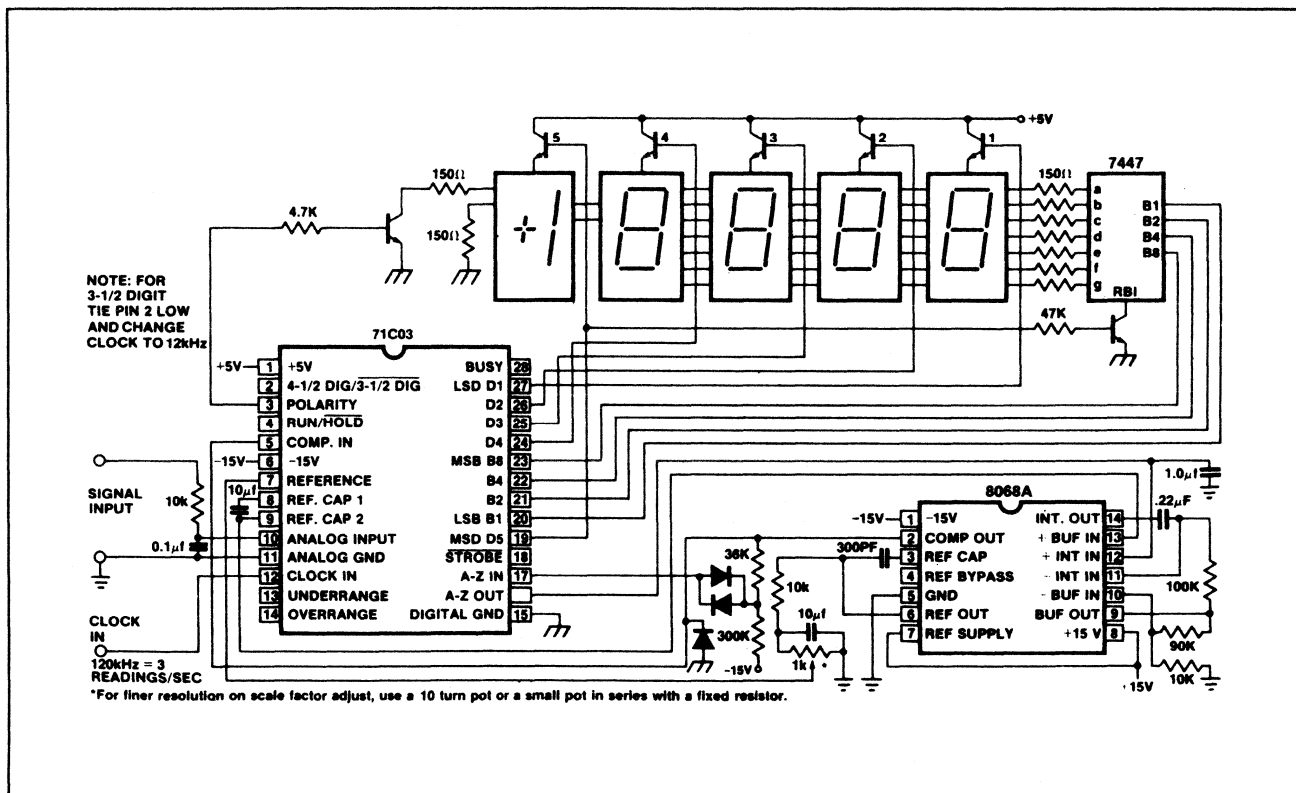 +5V
5
4
3
2
1
7447
150Ω
4.7K
150Ω
+1
8
8
8
8
150Ω
a
b
c
d
e
f
g
B1
B2
B4
B8
RBI
47K
NOTE: FOR
3-1/2 DIGIT
TIE PIN 2 LOW
AND CHANGE
CLOCK TO 12kHz
71C03
+5V
1 +5V
2 4-1/2 DIG/3-1/2 DIG
3 POLARITY
4 RUN/HOLD
5 COMP. IN
-15V 6 -15V
7 REFERENCE
10µf 8 REF. CAP 1
9 REF. CAP 2
10 ANALOG INPUT
11 ANALOG GND
12 CLOCK IN
13 UNDERRANGE
14 OVERRANGE
BUSY 28
LSD D1 27
D2 26
D3 25
D4 24
MSB B8 23
B4 22
B2 21
LSB B1 20
MSD D5 19
STROBE 18
A-Z IN 17
A-Z OUT
DIGITAL GND 15
SIGNAL
INPUT
10k
0.1µf
CLOCK
IN
120kHz = 3
READINGS/SEC
36K
300K
-15V
300PF
10k
10µf
1k *
8068A
-15V 1 -15V
2 COMP OUT
3 REF CAP
4 REF BYPASS
5 GND
6 REF OUT
7 REF SUPPLY
INT. OUT 14
+ BUF IN 13
+ INT IN 12
- INT IN 11
- BUF IN 10
BUF OUT 9
+15 V 8
1.0µf
.22µF
100K
90K
10K
+15V
*For finer resolution on scale factor adjust, use a 10 turn pot or a small pot in series with a fixed resistor.